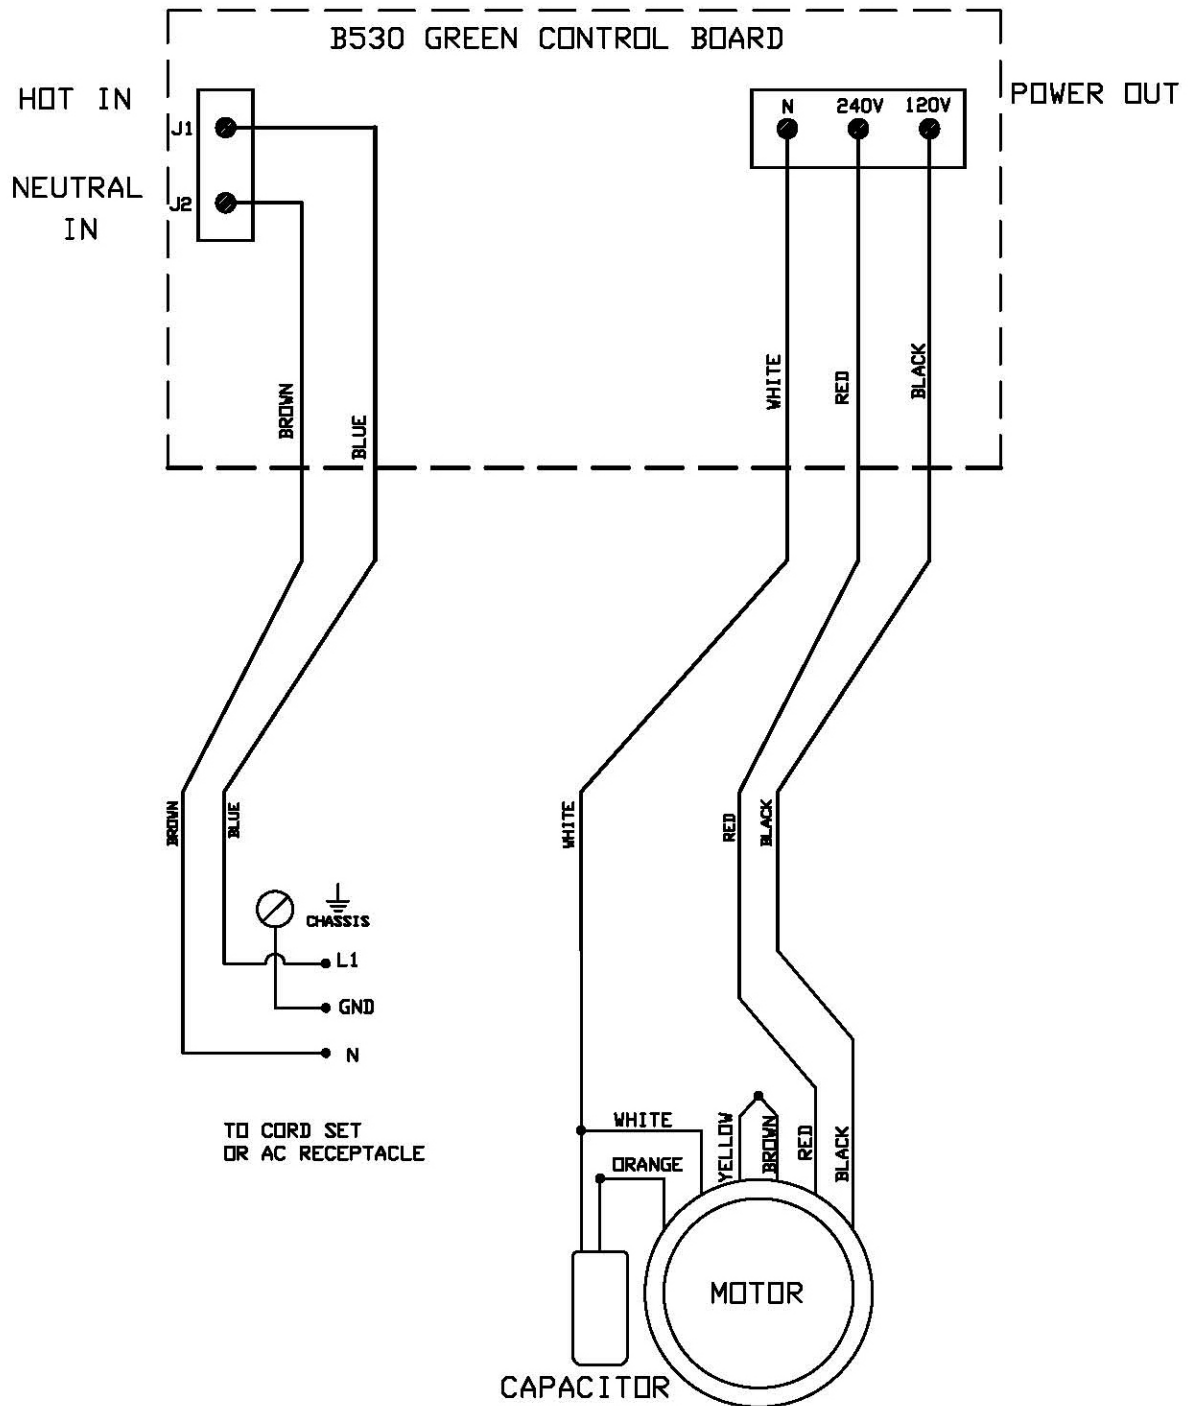 B530 GREEN CONTROL BOARD
HOT IN
J1
NEUTRAL
IN
J2
N 240V 120V
POWER OUT
BROWN
BLUE
WHITE
RED
BLACK
BROWN
BLUE
WHITE
RED
BLACK
CHASSIS
L1
GND
N
TO CORD SET
OR AC RECEPTACLE
WHITE
ORANGE
YELLOW
BROWN
RED
BLACK
MOTOR
CAPACITOR